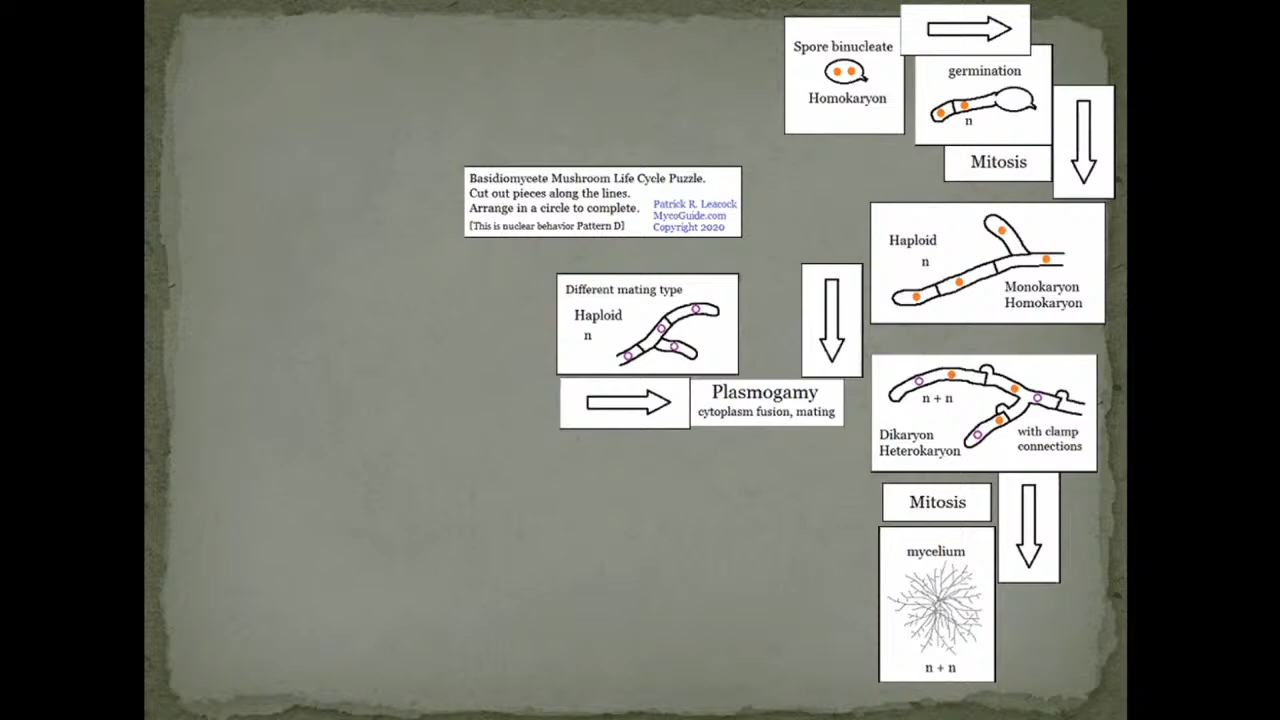 Spore binucleate
Homokaryon
germination
n
Mitosis
Basidiomycete Mushroom Life Cycle Puzzle.
Cut out pieces along the lines.
Arrange in a circle to complete.
[This is nuclear behavior Pattern D]
Patrick R. Leacock
MycoGuide.com
Copyright 2020
Haploid
n
Monokaryon
Homokaryon
Different mating type
Haploid
n
Plasmogamy
cytoplasm fusion, mating
n + n
Dikaryon
Heterokaryon
with clamp
connections
Mitosis
mycelium
n + n